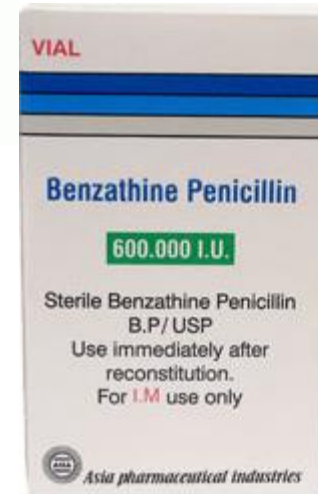 VIAL
Benzathine Penicillin
600.000 I.U.
Sterile Benzathine Penicillin
B.P/USP
Use immediately after
reconstitution.
For I.M use only
ASIA
Asia pharmaceutical industries